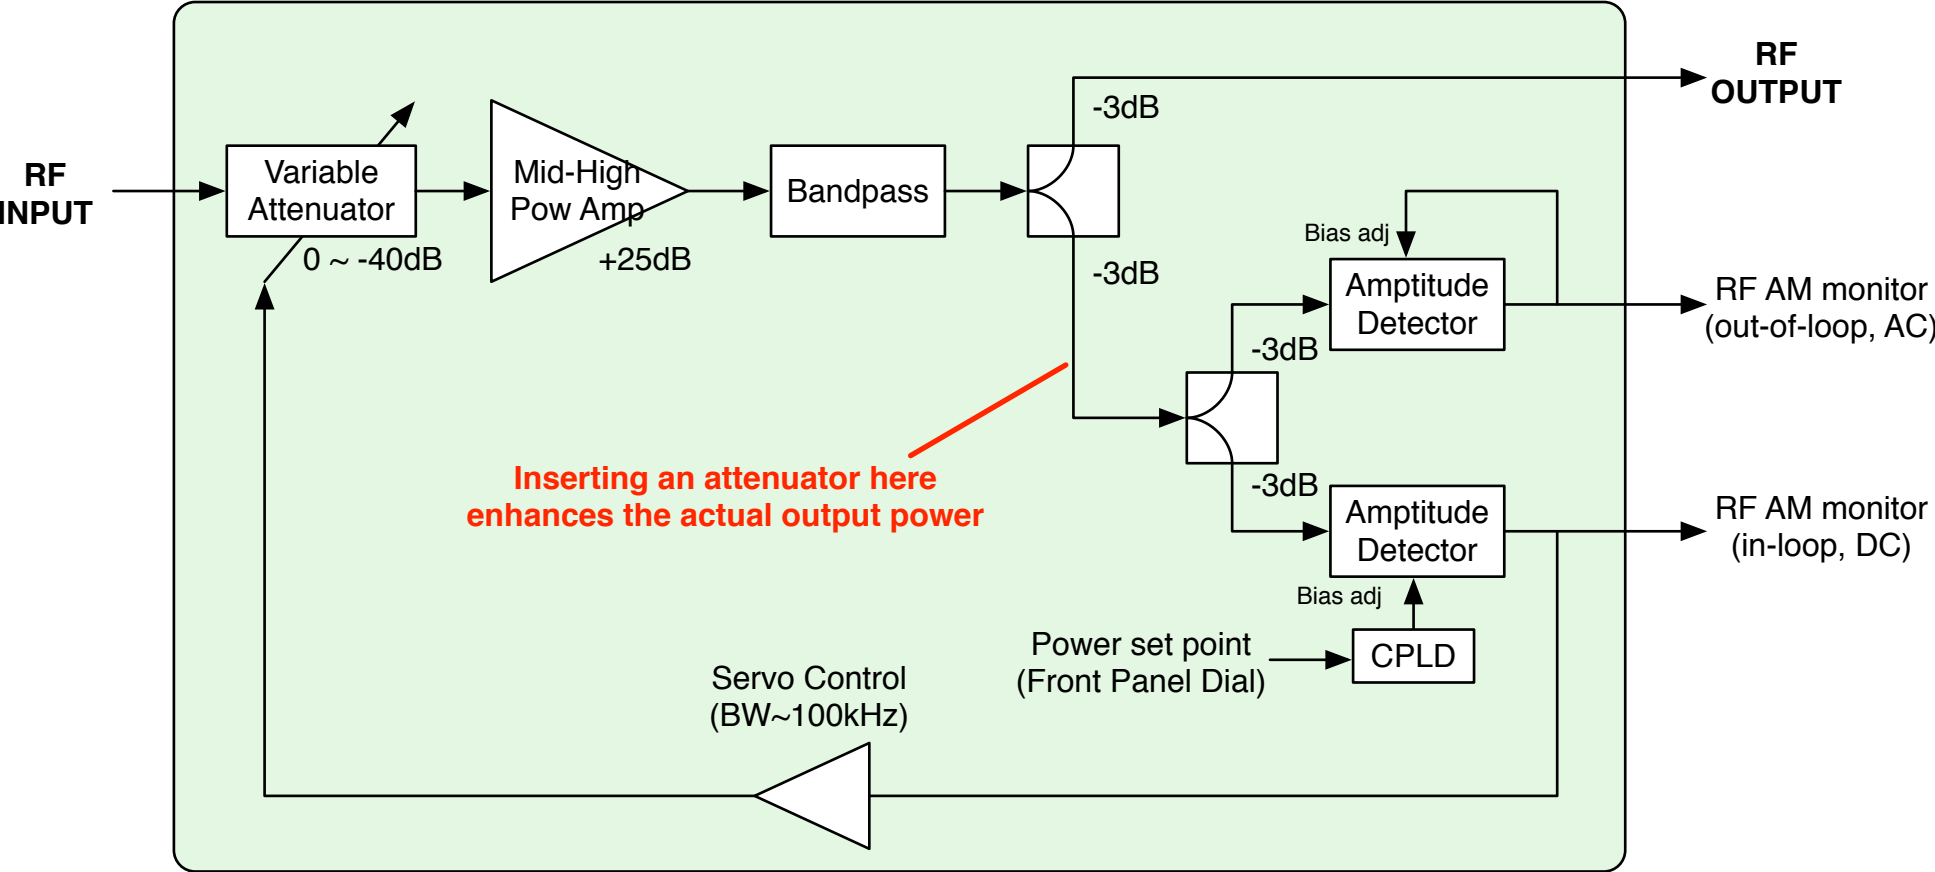 RF
INPUT
Variable
Attenuator
0 ~ -40dB
Mid-High
Pow Amp
+25dB
Bandpass
-3dB
-3dB
RF
OUTPUT
Bias adj
Amptitude
Detector
RF AM monitor
(out-of-loop, AC)
-3dB
-3dB
Inserting an attenuator here
enhances the actual output power
Amptitude
Detector
RF AM monitor
(in-loop, DC)
Bias adj
Power set point
(Front Panel Dial)
CPLD
Servo Control
(BW~100kHz)